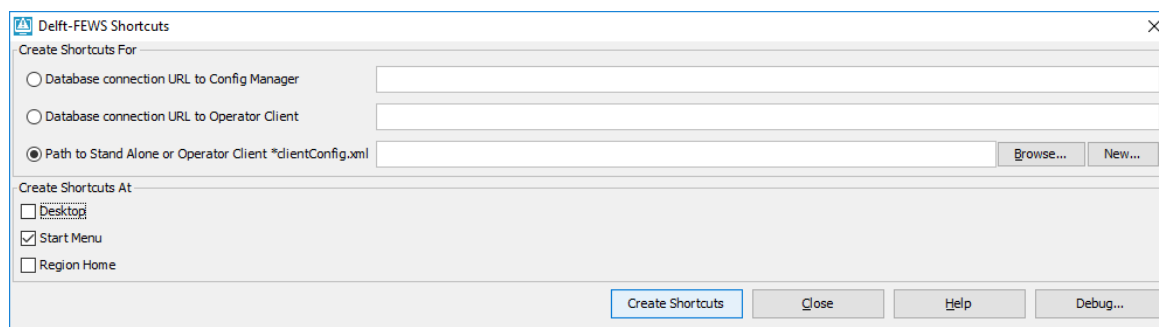 Delft-FEWS Shortcuts
Create Shortcuts For
Database connection URL to Config Manager
Database connection URL to Operator Client
Path to Stand Alone or Operator Client *clientConfig.xml Browse... New...
Create Shortcuts At
Desktop
Start Menu
Region Home
Create Shortcuts Close Help Debug...